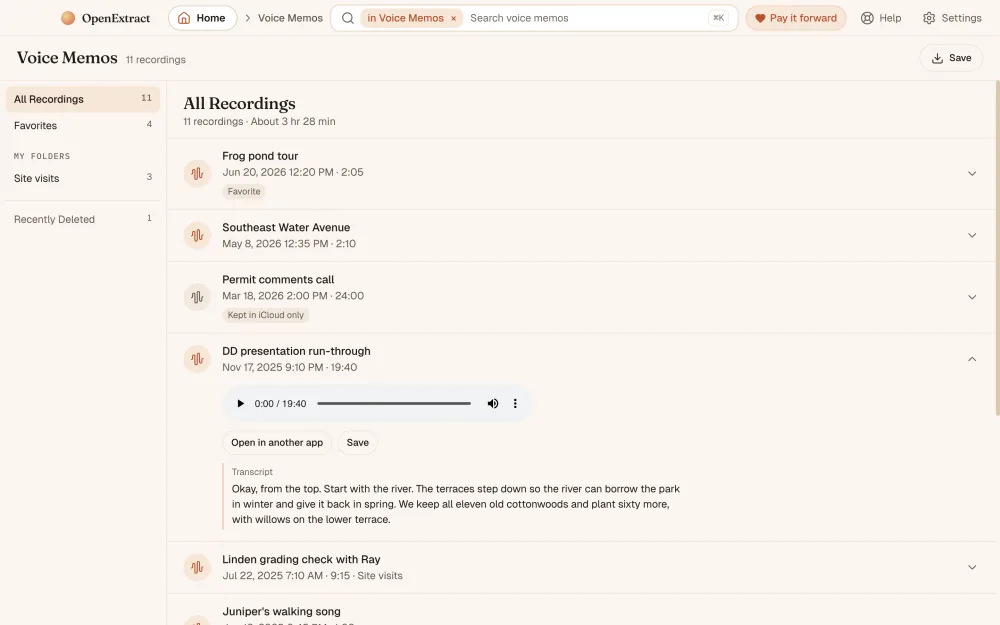 OpenExtract
Home
Voice Memos
in Voice Memos ×
Search voice memos
⌘K
Pay it forward
Help
Settings
Voice Memos
11 recordings
Save
All Recordings 11
Favorites 4
MY FOLDERS
Site visits 3
Recently Deleted 1
All Recordings
11 recordings · About 3 hr 28 min
Frog pond tour
Jun 20, 2026 12:20 PM · 2:05
Favorite
Southeast Water Avenue
May 8, 2026 12:35 PM · 2:10
Permit comments call
Mar 18, 2026 2:00 PM · 24:00
Kept in iCloud only
DD presentation run-through
Nov 17, 2025 9:10 PM · 19:40
0:00 / 19:40
Open in another app
Save
Transcript
Okay, from the top. Start with the river. The terraces step down so the river can borrow the park
in winter and give it back in spring. We keep all eleven old cottonwoods and plant sixty more,
with willows on the lower terrace.
Linden grading check with Ray
Jul 22, 2025 7:10 AM · 9:15 · Site visits
Juniper's walking song